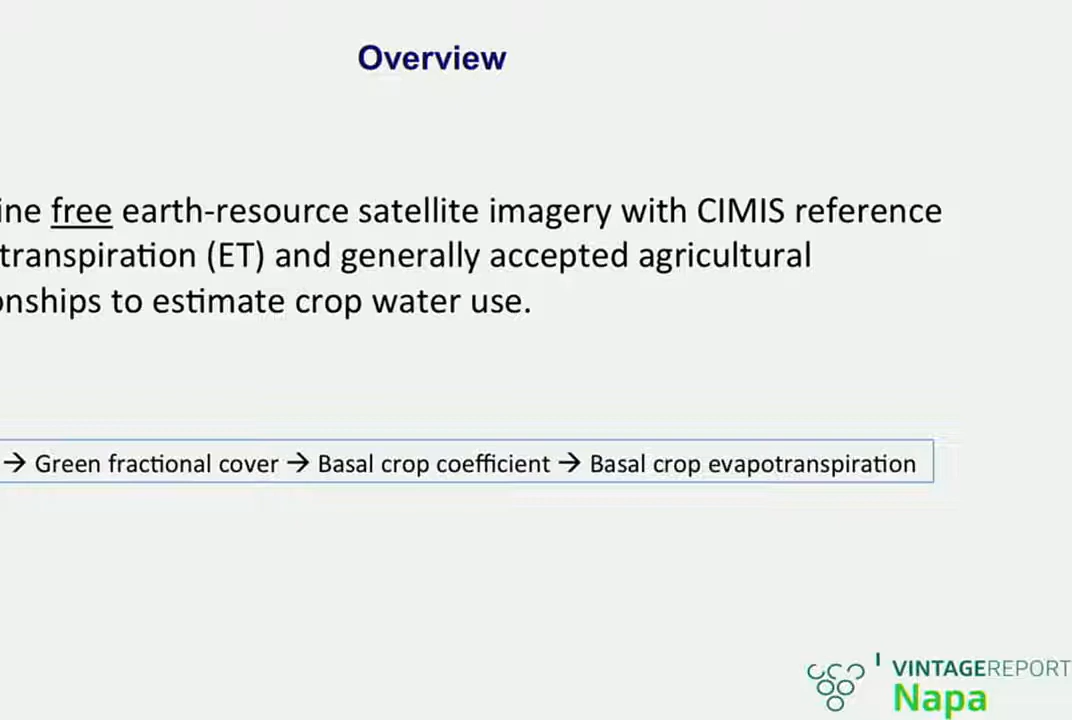 Overview
ine free earth-resource satellite imagery with CIMIS reference
transpiration (ET) and generally accepted agricultural
onships to estimate crop water use.
→ Green fractional cover → Basal crop coefficient → Basal crop evapotranspiration
VINTAGEREPORT
Napa